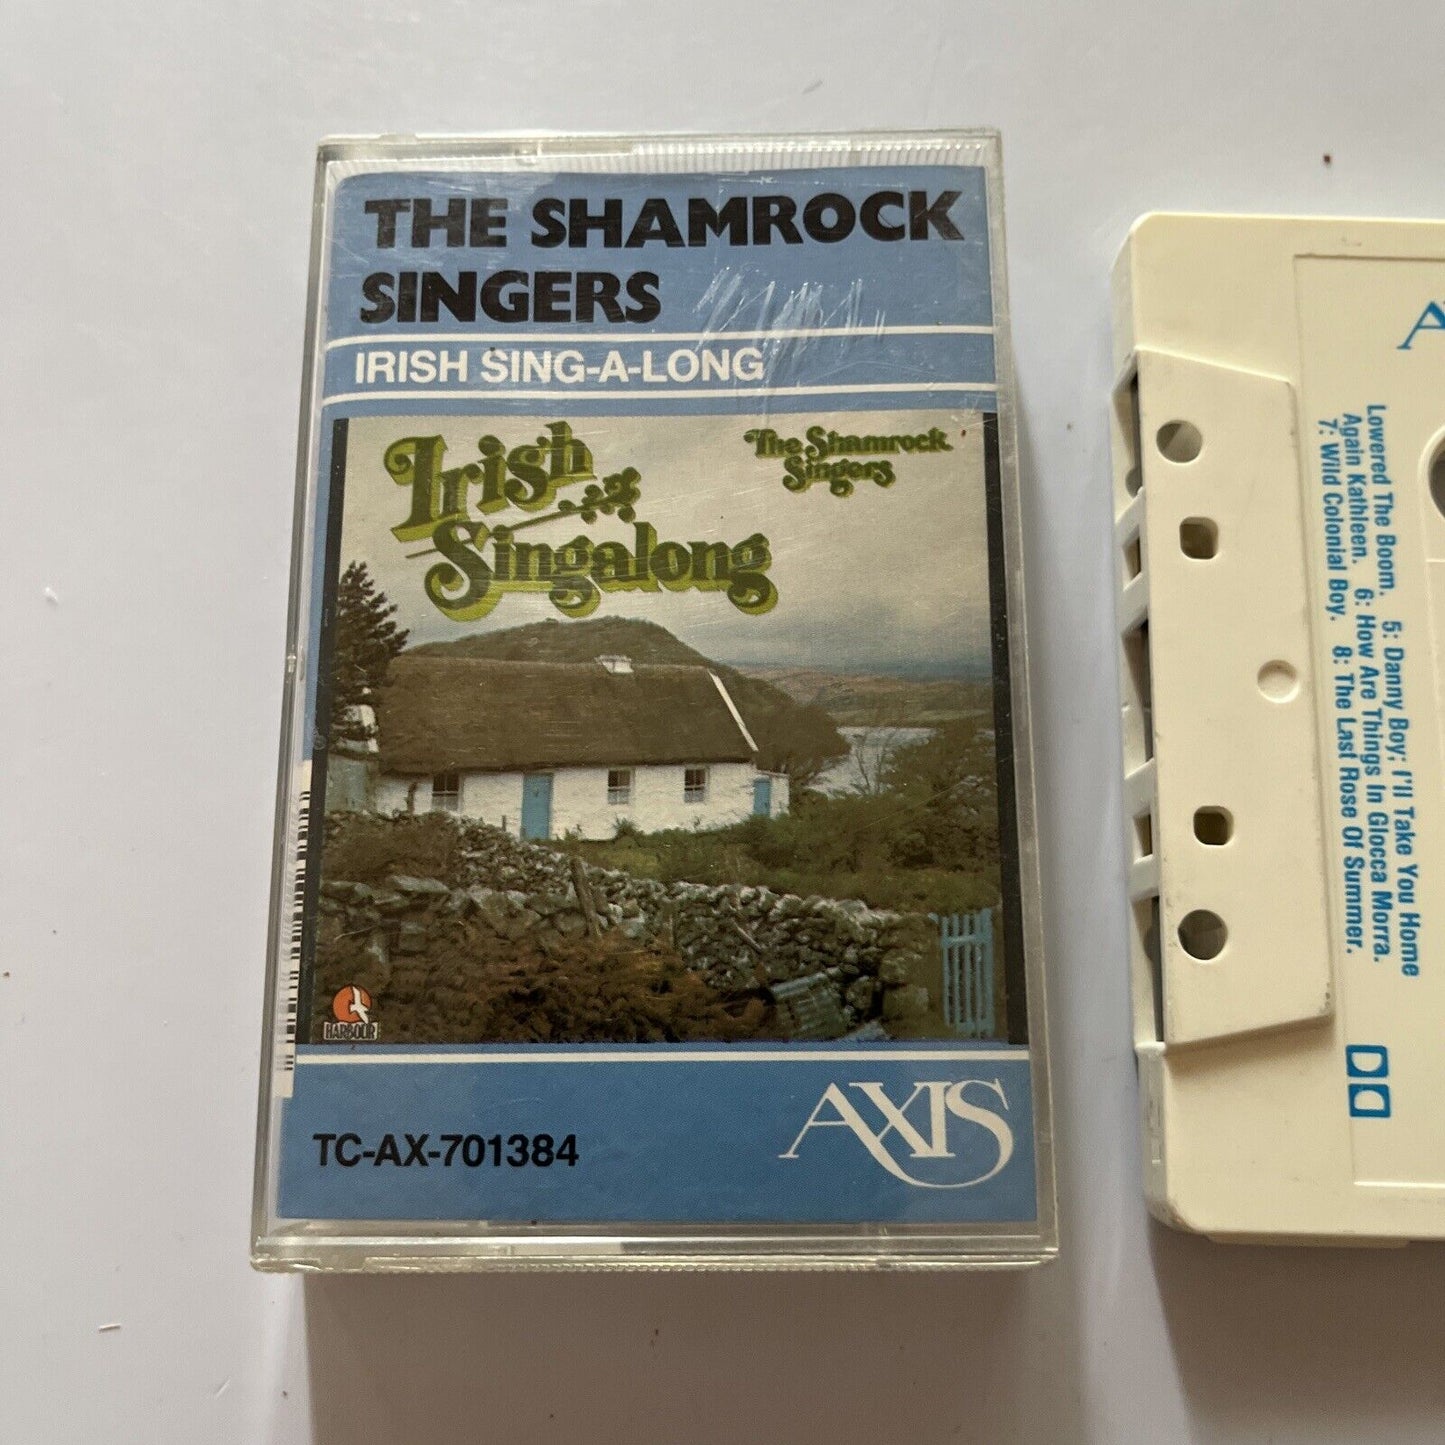 THE SHAMROCK
SINGERS
IRISH SING-A-LONG
Irish
Singalong
The Shamrock
Singers
HARBOUR
TC-AX-701384
AXIS
A
Lowered The Boom. 5: Danny Boy; I'll Take You Home
Again Kathleen. 6: How Are Things In Glocca Morra.
7: Wild Colonial Boy. 8: The Last Rose Of Summer.